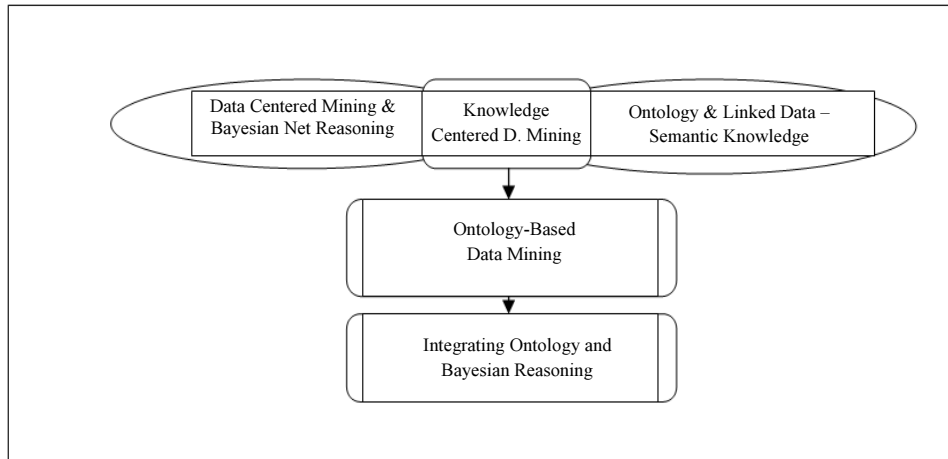 Data Centered Mining &
Bayesian Net Reasoning
Knowledge
Centered D. Mining
Ontology & Linked Data –
Semantic Knowledge
Ontology-Based
Data Mining
Integrating Ontology and
Bayesian Reasoning